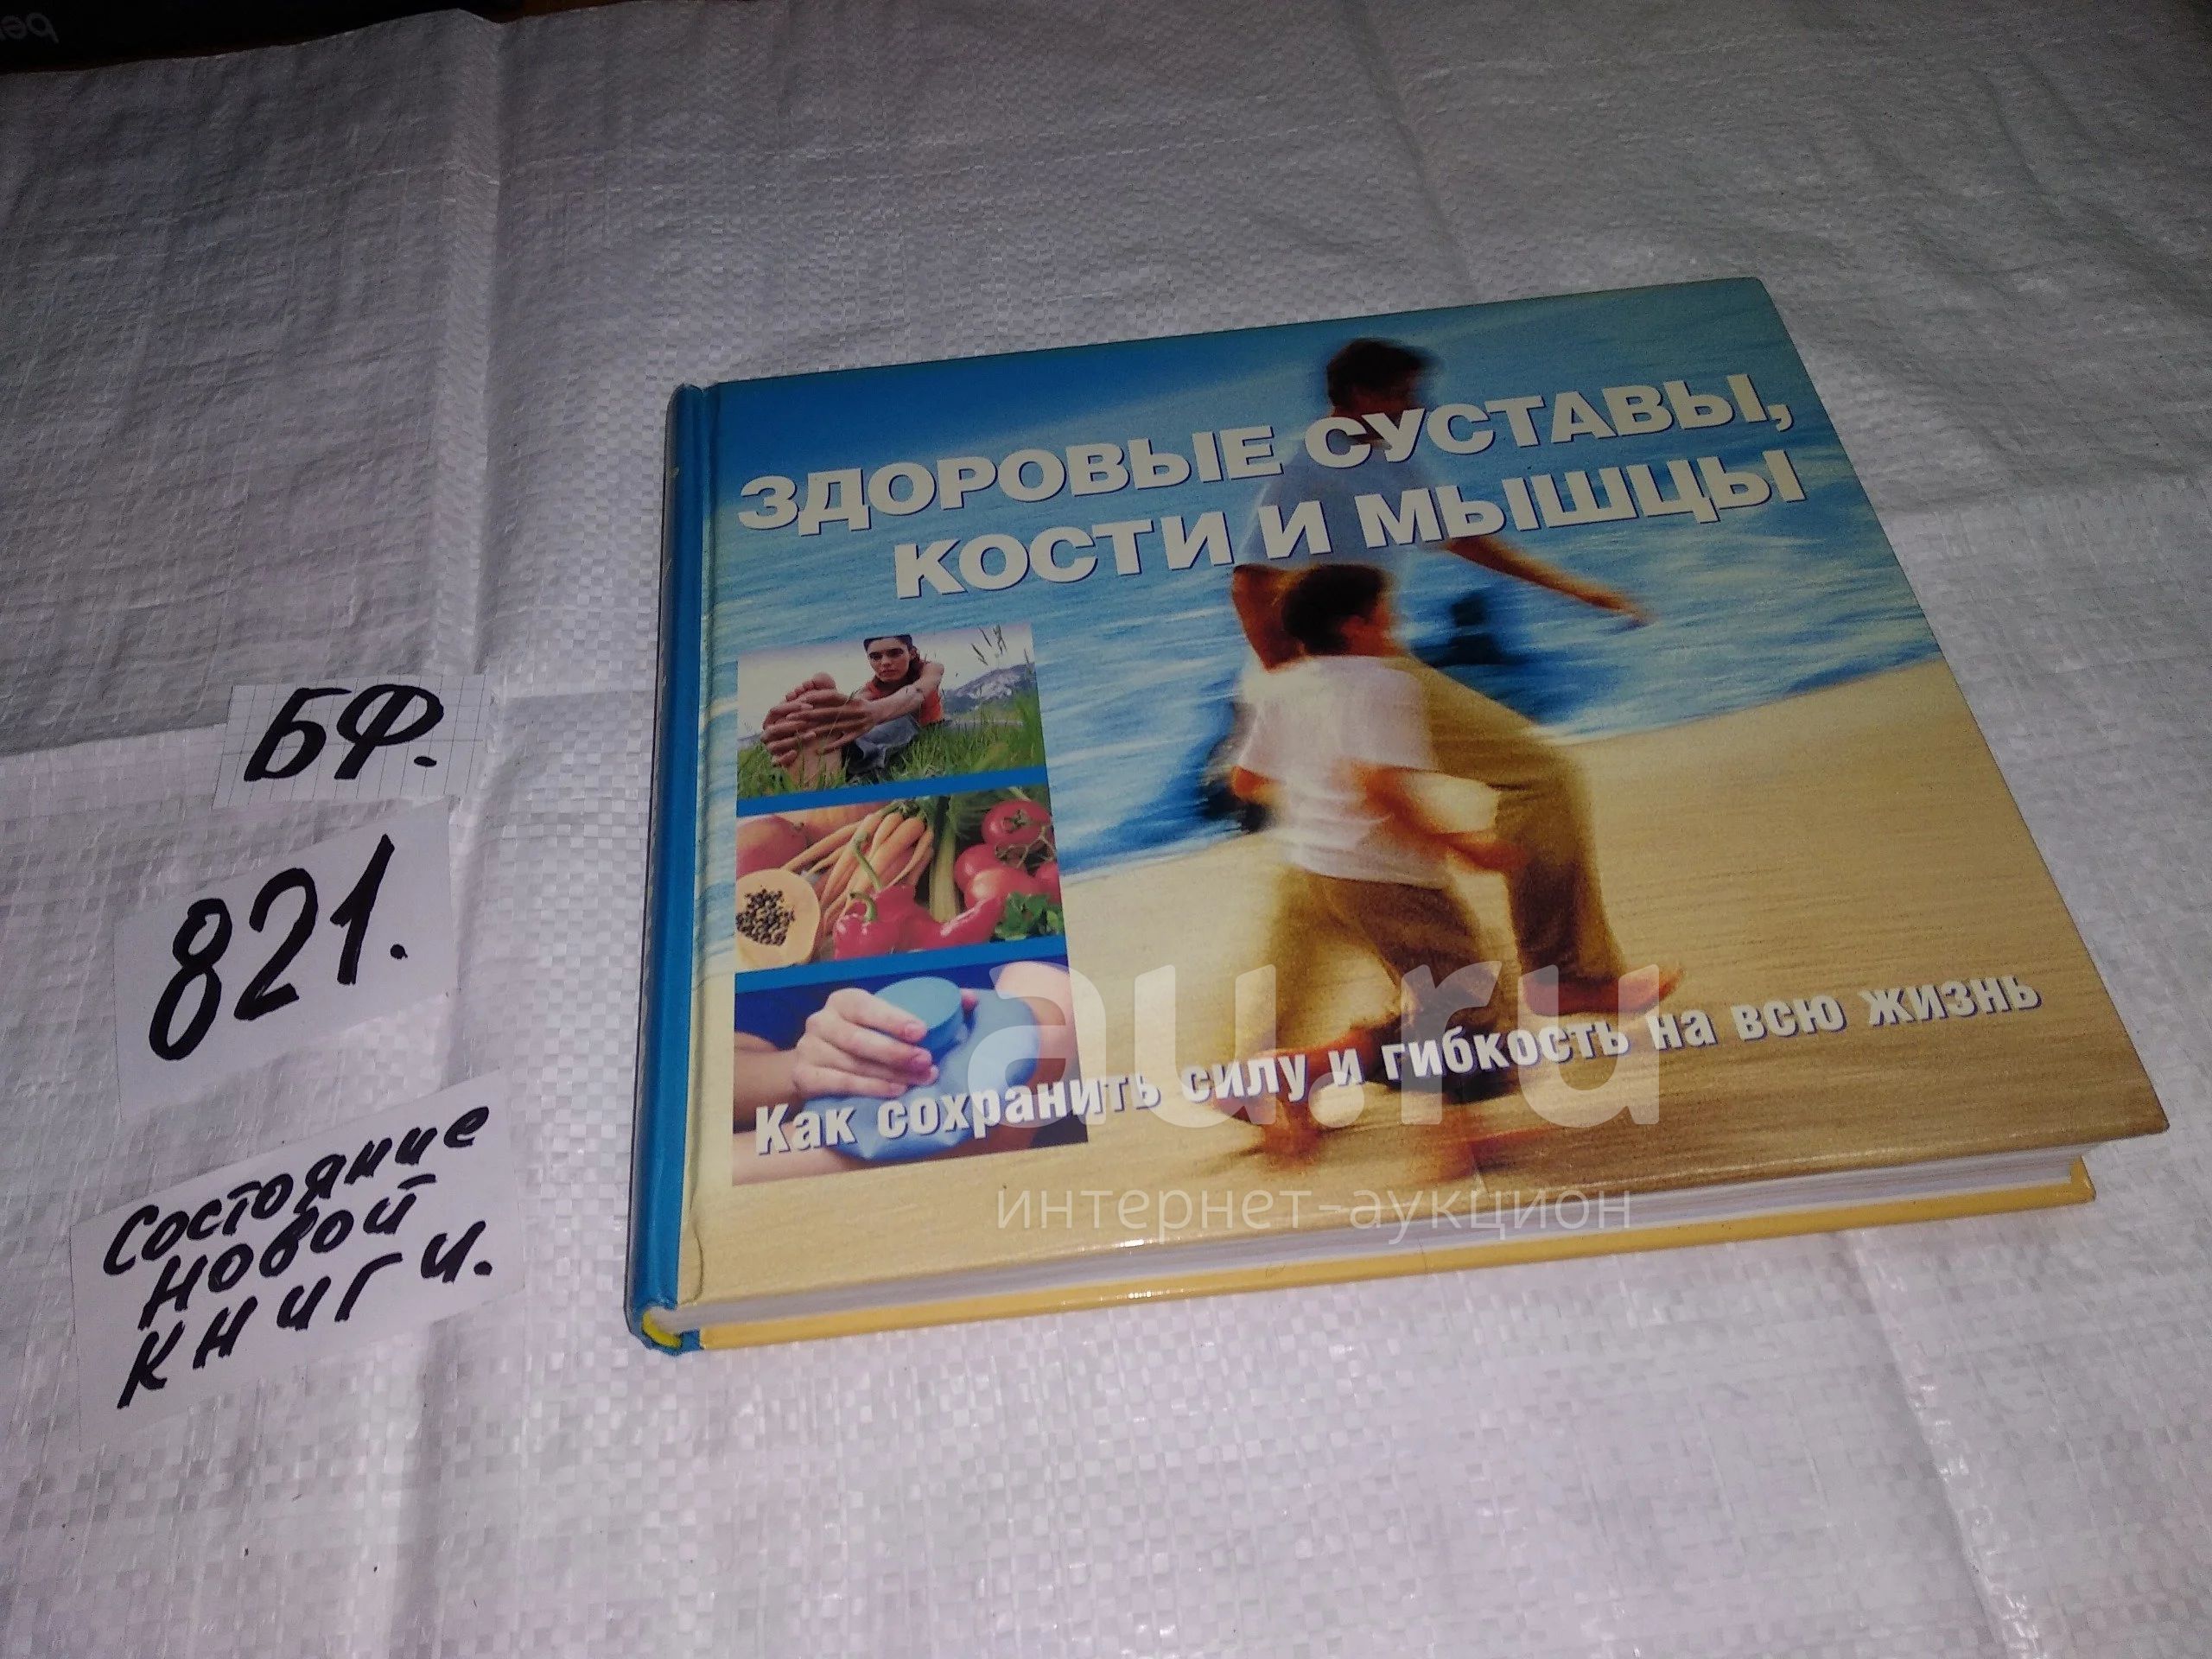 ЗДОРОВЫЕ СУСТАВЫ,
КОСТИ И МЫШЦЫ
Как сохранить силу и гибкость на всю жизнь
БФ.
821.
Состояние
новой
книги.
au.ru
интернет-аукцион